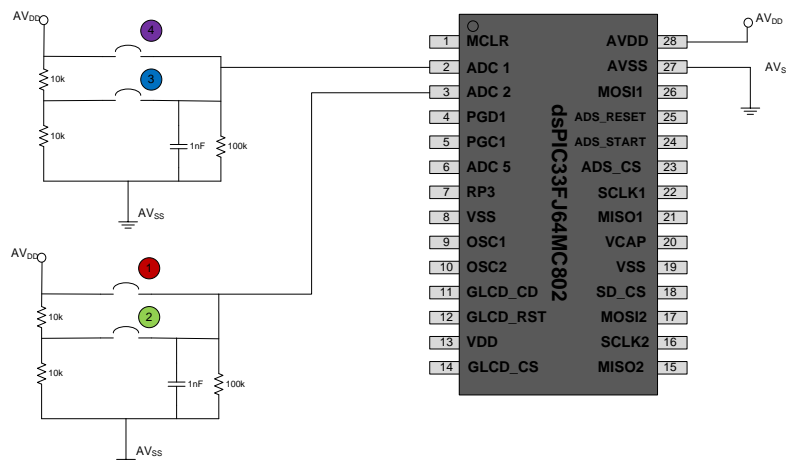 AVDD
4
10k
3
10k
1nF
100k
AVSS
AVDD
1
10k
2
10k
1nF
100k
AVSS
dsPIC33FJ64MC802
1 MCLR
2 ADC 1
3 ADC 2
4 PGD1
5 PGC1
6 ADC 5
7 RP3
8 VSS
9 OSC1
10 OSC2
11 GLCD_CD
12 GLCD_RST
13 VDD
14 GLCD_CS
AVDD 28
AVSS 27
MOSI1 26
ADS_RESET 25
ADS_START 24
ADS_CS 23
SCLK1 22
MISO1 21
VCAP 20
VSS 19
SD_CS 18
MOSI2 17
SCLK2 16
MISO2 15
AVDD
AVS